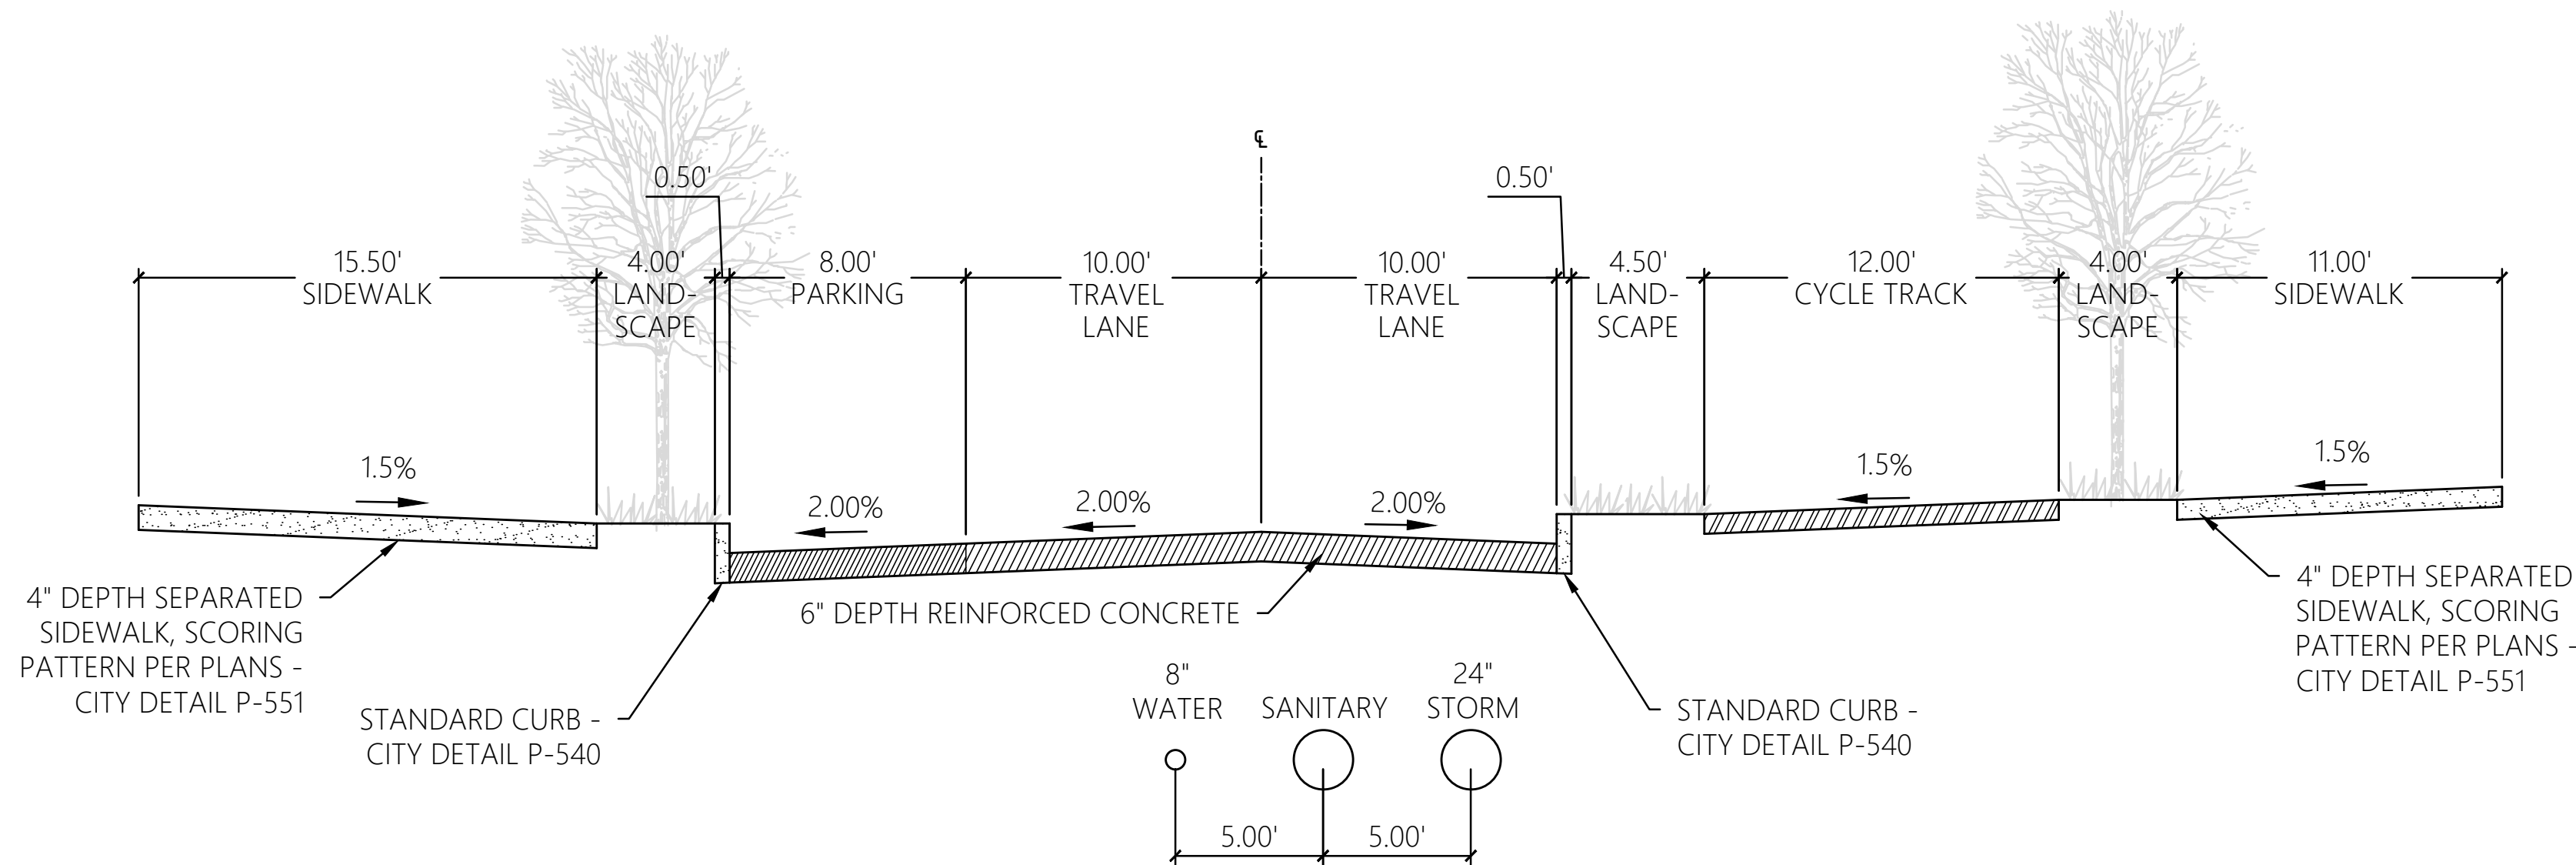 ℄
0.50'
0.50'
15.50'
SIDEWALK
4.00'
LAND-
SCAPE
8.00'
PARKING
10.00'
TRAVEL
LANE
10.00'
TRAVEL
LANE
4.50'
LAND-
SCAPE
12.00'
CYCLE TRACK
4.00'
LAND-
SCAPE
11.00'
SIDEWALK
1.5%
2.00%
2.00%
2.00%
1.5%
1.5%
4" DEPTH SEPARATED
SIDEWALK, SCORING
PATTERN PER PLANS -
CITY DETAIL P-551
STANDARD CURB -
CITY DETAIL P-540
6" DEPTH REINFORCED CONCRETE
8"
WATER
SANITARY
24"
STORM
5.00'
5.00'
STANDARD CURB -
CITY DETAIL P-540
4" DEPTH SEPARATED
SIDEWALK, SCORING
PATTERN PER PLANS -
CITY DETAIL P-551